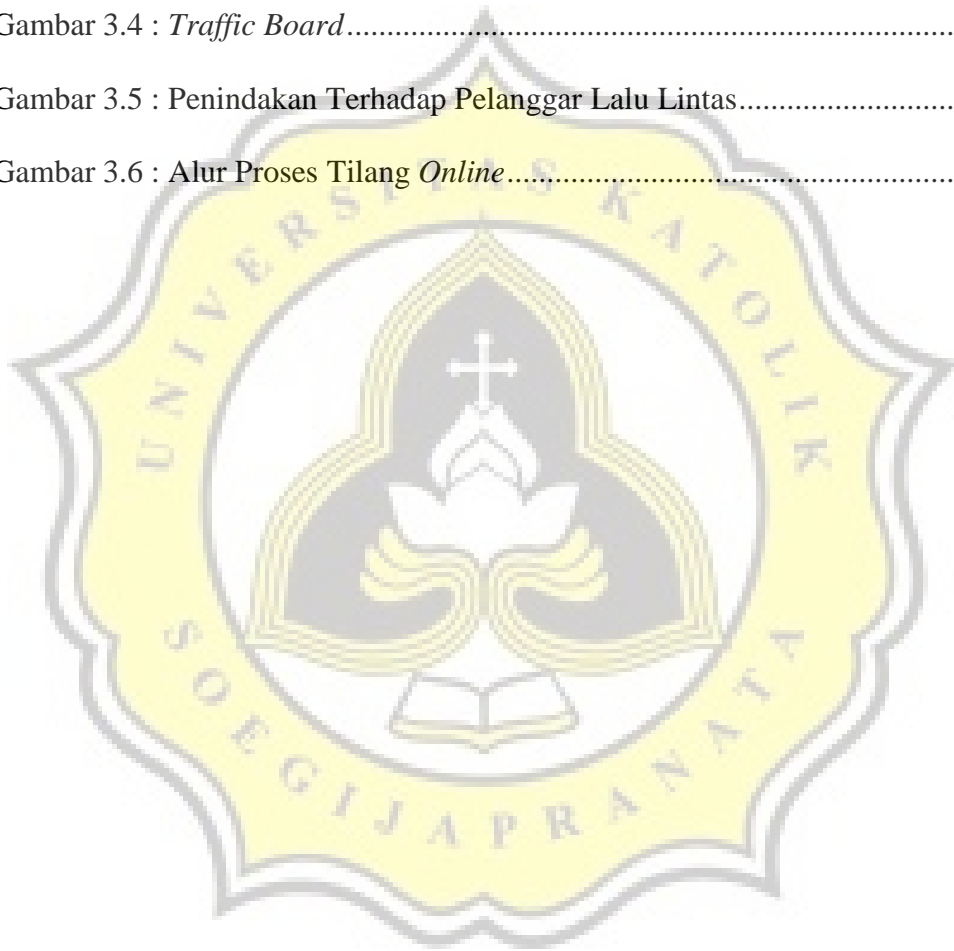 Gambar 3.4 : Traffic Board........................................................................
Gambar 3.5 : Penindakan Terhadap Pelanggar Lalu Lintas.........................
Gambar 3.6 : Alur Proses Tilang Online.....................................................
UNIVERSITAS KATOLIK
SOEGIJAPRANATA